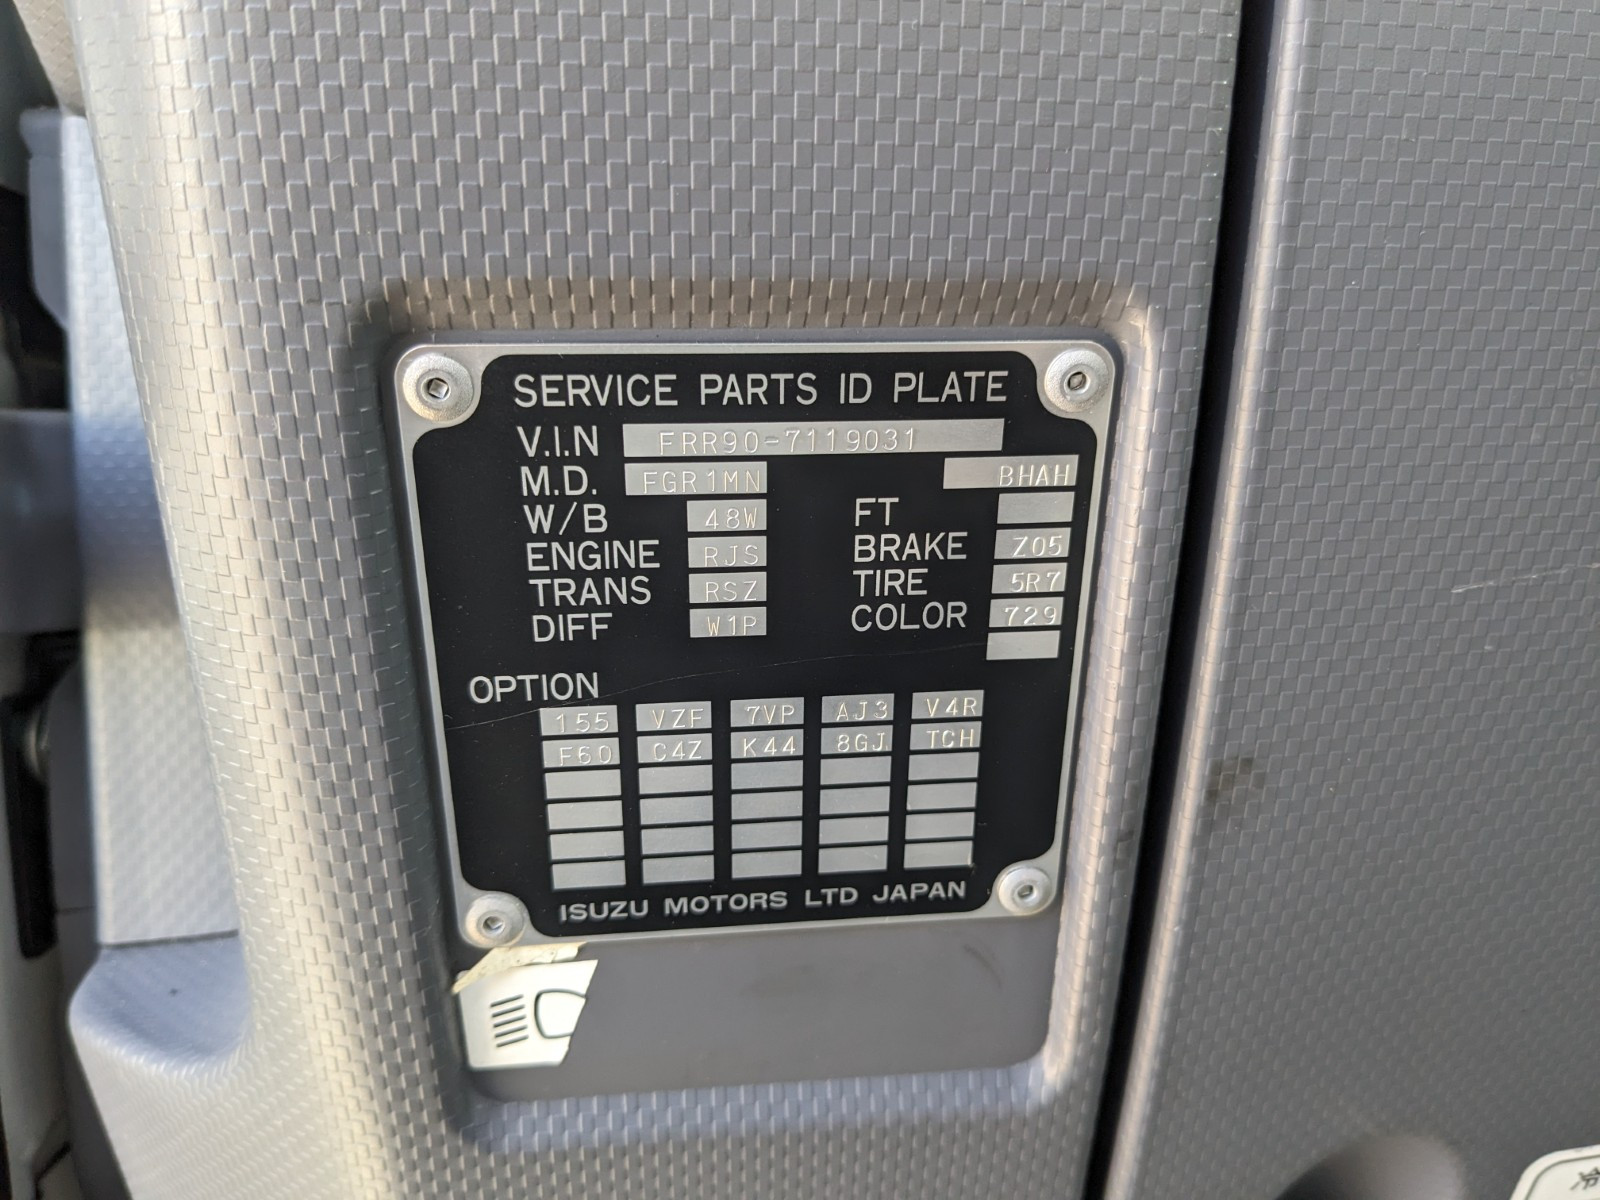 SERVICE PARTS ID PLATE
V.I.N FRR90-7119031
M.D. FGR1MN BHAH
W/B 48W FT
ENGINE RJS BRAKE Z05
TRANS RSZ TIRE 5R7
DIFF W1P COLOR 729
OPTION
155 VZF 7VP AJ3 V4R
F60 C4Z K44 8GJ TCH
ISUZU MOTORS LTD JAPAN